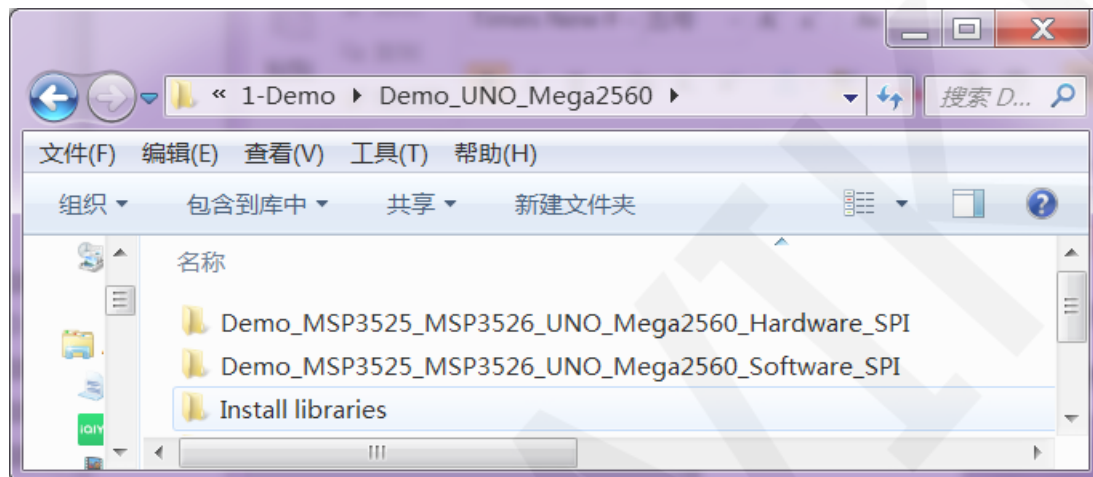 « 1-Demo ▸ Demo_UNO_Mega2560 ▸ 搜索 D...
文件(F) 编辑(E) 查看(V) 工具(T) 帮助(H)
组织 包含到库中 共享 新建文件夹
名称
Demo_MSP3525_MSP3526_UNO_Mega2560_Hardware_SPI
Demo_MSP3525_MSP3526_UNO_Mega2560_Software_SPI
Install libraries